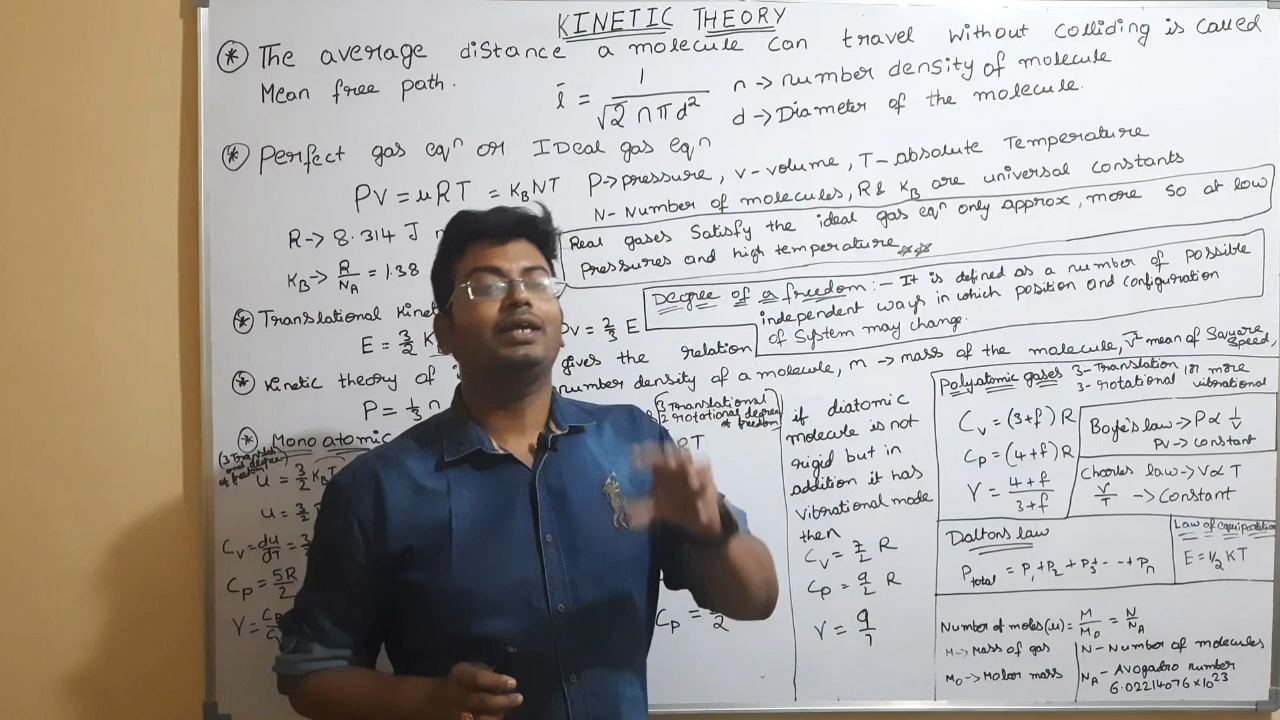 KINETIC THEORY
* The average distance a molecule can travel without colliding is called
Mean free path.
l̄ = 1 / √2 n π d²
n → number density of molecule
d → Diameter of the molecule.
* Perfect gas eqⁿ or IDeal gas eqⁿ
PV = μRT = K_B NT
P → pressure, v - volume, T - absolute Temperature
N - Number of molecules, R & K_B are universal constants
R → 8.314 J
K_B → R/N_A = 1.38
Real gases Satisfy the ideal gas eqⁿ only approx, more so at low
pressures and high temperature
Degree of a freedom :- It is defined as a number of possible
independent ways in which position and configuration
of System may change.
* Translational Kinet
E = 3/2 K
PV = 2/3 E
* Kinetic theory of
gives the relation
P = 1/3 n
number density of a molecule, m → mass of the molecule, v̄² mean of Square speed,
* Mono atomic
(3 Translational degree of freedom)
u = 3/2 K_B T
u = 3/2
C_v = du/dT = 3/
C_p = 5R/2
γ = C_p/C_v
3 Translational
2 rotational degree
of freedom
RT
C_p = /2
if diatomic
molecule is not
rigid but in
addition it has
Vibrational mode
then
C_v = 7/2 R
C_p = 9/2 R
γ = 9/7
Polyatomic gases 3 - Translation 1 or more
3 - rotational vibrational
C_v = (3+f) R
C_p = (4+f) R
γ = 4+f / 3+f
Boyle's law → P ∝ 1/V
PV → constant
Charles law → V ∝ T
V/T → Constant
Daltons law
P_total = P₁ + P₂ + P₃ + - - + P_n
Law of equipartition
E = 1/2 KT
Number of moles (μ) = M/M₀ = N/N_A
M → Mass of gas
M₀ → Molar mass
N - Number of molecules
N_A - Avogadro number
6.02214076 × 10²³